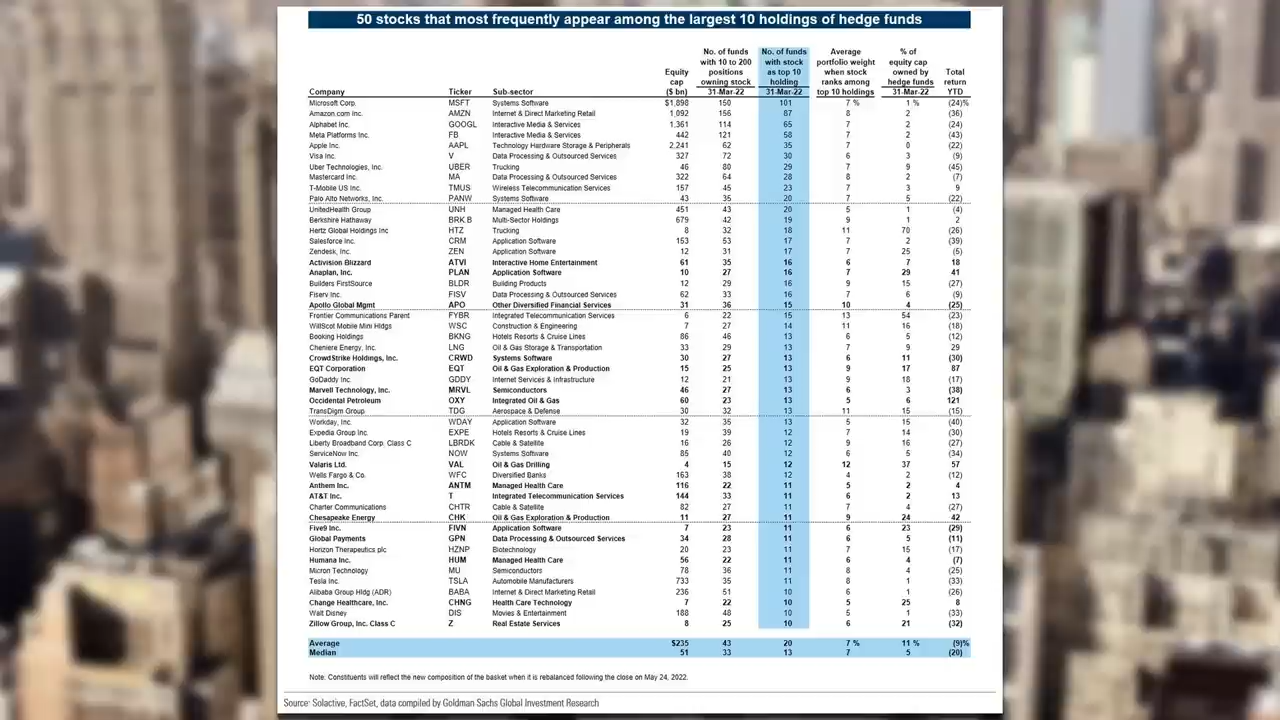 50 stocks that most frequently appear among the largest 10 holdings of hedge funds
No. of funds No. of funds Average % of
with 10 to 200 with stock portfolio weight equity cap
Equity positions as top 10 when stock owned by Total
cap owning stock holding ranks among hedge funds return
Company Ticker Sub-sector ($ bn) 31-Mar-22 31-Mar-22 top 10 holdings 31-Mar-22 YTD
Microsoft Corp. MSFT Systems Software $1,898 150 101 7 % 1 % (24)%
Amazon.com Inc. AMZN Internet & Direct Marketing Retail 1,092 156 87 8 2 (36)
Alphabet Inc. GOOGL Interactive Media & Services 1,361 114 65 7 2 (24)
Meta Platforms Inc. FB Interactive Media & Services 442 121 58 7 2 (43)
Apple Inc. AAPL Technology Hardware Storage & Peripherals 2,241 62 35 7 0 (22)
Visa Inc. V Data Processing & Outsourced Services 327 72 30 6 3 (9)
Uber Technologies, Inc. UBER Trucking 46 80 29 7 9 (45)
Mastercard Inc. MA Data Processing & Outsourced Services 322 64 28 8 2 (7)
T-Mobile US Inc. TMUS Wireless Telecommunication Services 157 45 23 7 3 9
Palo Alto Networks, Inc. PANW Systems Software 43 35 20 7 5 (22)
UnitedHealth Group UNH Managed Health Care 451 43 20 5 1 (4)
Berkshire Hathaway BRK.B Multi-Sector Holdings 679 42 19 9 1 2
Hertz Global Holdings Inc HTZ Trucking 8 32 18 11 70 (26)
Salesforce Inc. CRM Application Software 153 53 17 7 2 (39)
Zendesk, Inc. ZEN Application Software 12 31 17 7 25 (5)
Activision Blizzard ATVI Interactive Home Entertainment 61 35 16 6 7 18
Anaplan, Inc. PLAN Application Software 10 27 16 7 29 41
Builders FirstSource BLDR Building Products 12 29 16 9 15 (27)
Fiserv Inc. FISV Data Processing & Outsourced Services 62 33 16 7 6 (9)
Apollo Global Mgmt APO Other Diversified Financial Services 31 36 15 10 4 (25)
Frontier Communications Parent FYBR Integrated Telecommunication Services 6 22 15 13 54 (23)
WillScot Mobile Mini Hldgs WSC Construction & Engineering 7 27 14 11 16 (18)
Booking Holdings BKNG Hotels Resorts & Cruise Lines 86 46 13 6 5 (12)
Cheniere Energy, Inc. LNG Oil & Gas Storage & Transportation 33 29 13 7 9 29
CrowdStrike Holdings, Inc. CRWD Systems Software 30 27 13 6 11 (30)
EQT Corporation EQT Oil & Gas Exploration & Production 15 25 13 9 17 87
GoDaddy Inc. GDDY Internet Services & Infrastructure 12 21 13 9 18 (17)
Marvell Technology, Inc. MRVL Semiconductors 46 27 13 6 3 (38)
Occidental Petroleum OXY Integrated Oil & Gas 60 23 13 5 6 121
TransDigm Group TDG Aerospace & Defense 30 32 13 11 15 (15)
Workday, Inc. WDAY Application Software 32 35 13 5 15 (40)
Expedia Group Inc. EXPE Hotels Resorts & Cruise Lines 19 39 12 7 14 (30)
Liberty Broadband Corp. Class C LBRDK Cable & Satellite 16 26 12 9 16 (27)
ServiceNow Inc. NOW Systems Software 85 40 12 6 5 (34)
Valaris Ltd. VAL Oil & Gas Drilling 4 15 12 12 37 57
Wells Fargo & Co. WFC Diversified Banks 163 38 12 4 2 (12)
Anthem Inc. ANTM Managed Health Care 116 22 11 5 2 4
AT&T Inc. T Integrated Telecommunication Services 144 33 11 6 2 13
Charter Communications CHTR Cable & Satellite 82 27 11 7 4 (27)
Chesapeake Energy CHK Oil & Gas Exploration & Production 11 27 11 9 24 42
Five9 Inc. FIVN Application Software 7 23 11 6 23 (29)
Global Payments GPN Data Processing & Outsourced Services 34 28 11 6 5 (11)
Horizon Therapeutics plc HZNP Biotechnology 20 23 11 7 15 (17)
Humana Inc. HUM Managed Health Care 56 22 11 6 4 (7)
Micron Technology MU Semiconductors 78 36 11 8 4 (25)
Tesla Inc. TSLA Automobile Manufacturers 733 35 11 8 1 (33)
Alibaba Group Hldg (ADR) BABA Internet & Direct Marketing Retail 236 51 10 6 1 (26)
Change Healthcare, Inc. CHNG Health Care Technology 7 22 10 5 25 8
Walt Disney DIS Movies & Entertainment 188 48 10 5 1 (33)
Zillow Group, Inc. Class C Z Real Estate Services 8 25 10 6 21 (32)
Average $235 43 20 7 % 11 % (9)%
Median 51 33 13 7 5 (20)
Note: Constituents will reflect the new composition of the basket when it is rebalanced following the close on May 24, 2022.
Source: Solactive, FactSet, data compiled by Goldman Sachs Global Investment Research